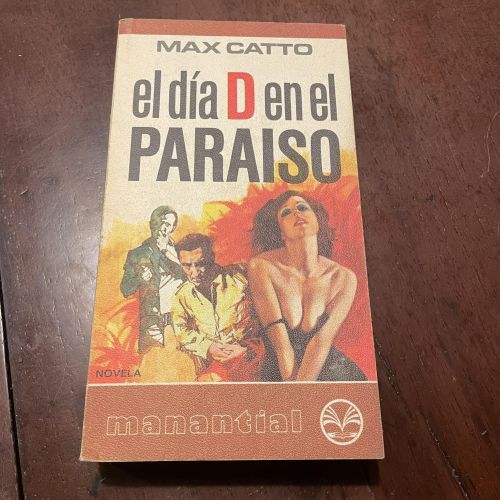 MAX CATTO
el día D en el
PARAISO
NOVELA
manantial